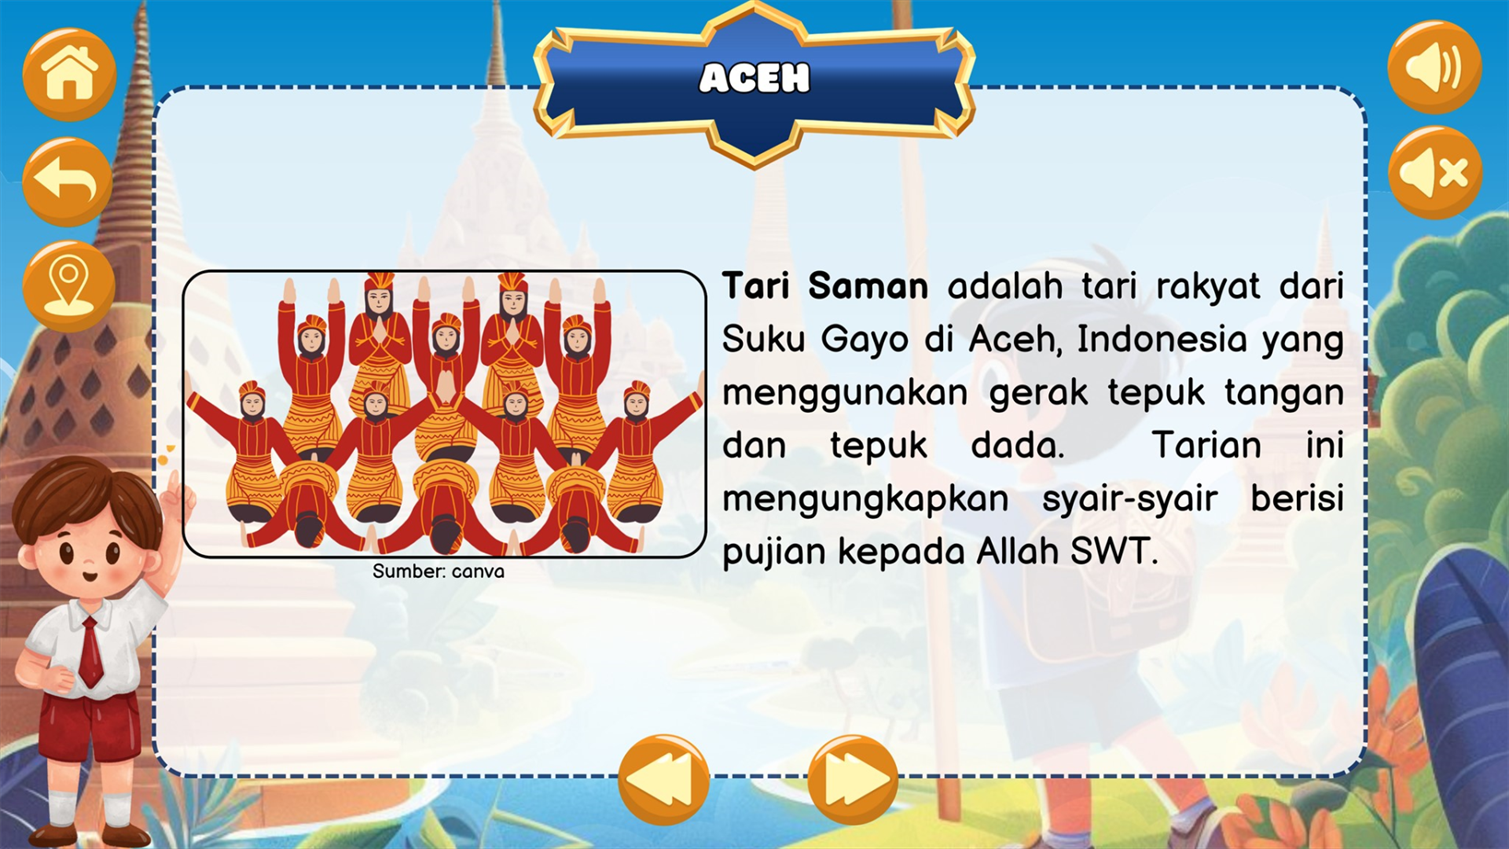 ACEH
Tari Saman adalah tari rakyat dari
Suku Gayo di Aceh, Indonesia yang
menggunakan gerak tepuk tangan
dan tepuk dada. Tarian ini
mengungkapkan syair-syair berisi
pujian kepada Allah SWT.
Sumber: canva